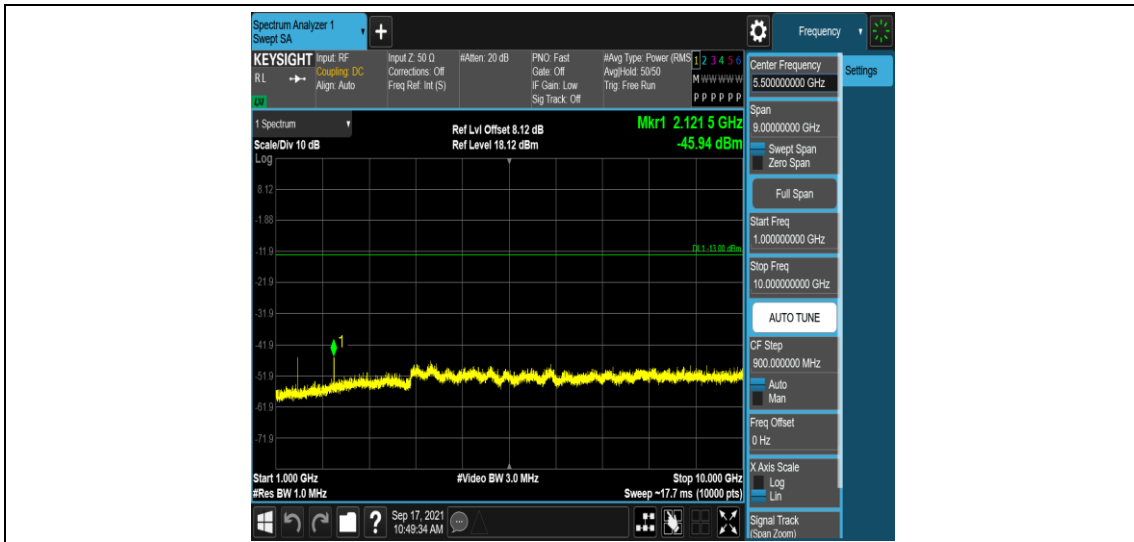 Spectrum Analyzer 1
Swept SA
+
Frequency
KEYSIGHT
RL
LXI
Input: RF
Coupling: DC
Align: Auto
Input Z: 50 Ω
Corrections: Off
Freq Ref: Int (S)
#Atten: 20 dB
PNO: Fast
Gate: Off
IF Gain: Low
Sig Track: Off
#Avg Type: Power (RMS
Avg|Hold: 50/50
Trig: Free Run
1 2 3 4 5 6
M W W W W W
P P P P P P
1 Spectrum
Scale/Div 10 dB
Log
Ref Lvl Offset 8.12 dB
Ref Level 18.12 dBm
Mkr1 2.121 5 GHz
-45.94 dBm
8.12
-1.88
-11.9
DL1 -13.00 dBm
-21.9
-31.9
-41.9
1
-51.9
-61.9
-71.9
Start 1.000 GHz
#Res BW 1.0 MHz
#Video BW 3.0 MHz
Stop 10.000 GHz
Sweep ~17.7 ms (10000 pts)
Center Frequency
5.500000000 GHz
Settings
Span
9.00000000 GHz
Swept Span
Zero Span
Full Span
Start Freq
1.000000000 GHz
Stop Freq
10.000000000 GHz
AUTO TUNE
CF Step
900.000000 MHz
Auto
Man
Freq Offset
0 Hz
X Axis Scale
Log
Lin
Signal Track
(Span Zoom)
?
Sep 17, 2021
10:49:34 AM